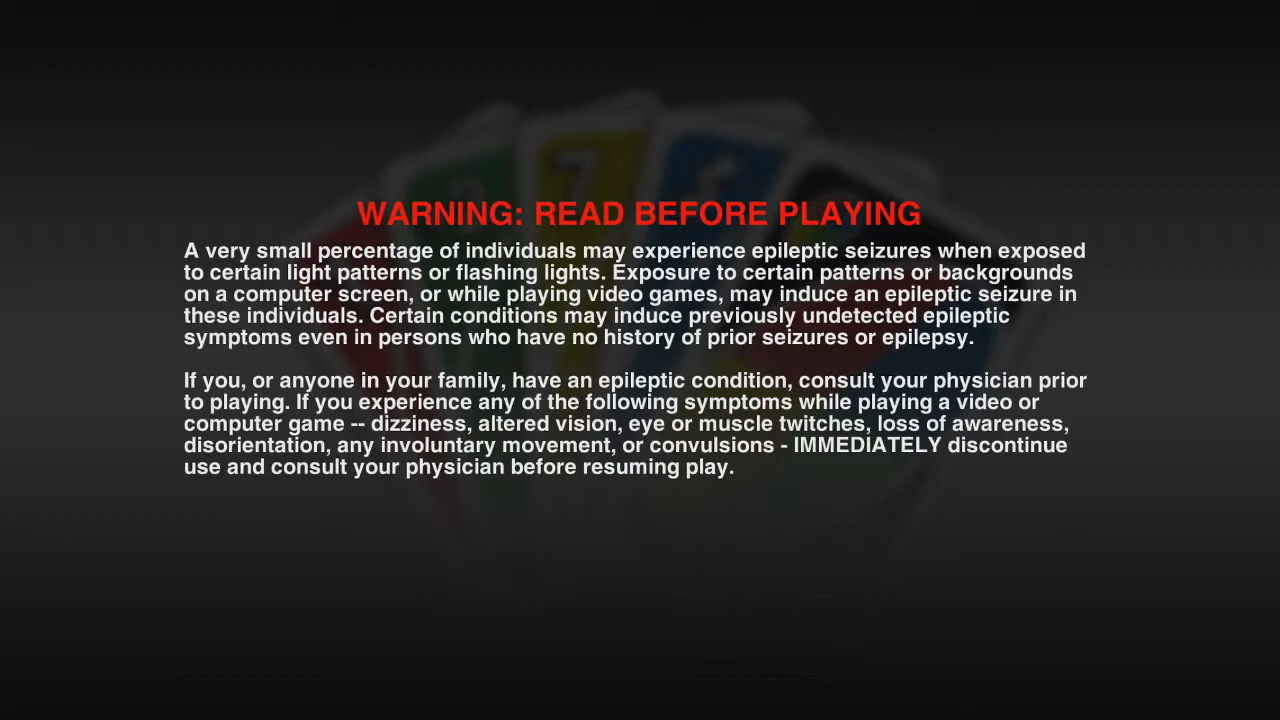 WARNING: READ BEFORE PLAYING
A very small percentage of individuals may experience epileptic seizures when exposed
to certain light patterns or flashing lights. Exposure to certain patterns or backgrounds
on a computer screen, or while playing video games, may induce an epileptic seizure in
these individuals. Certain conditions may induce previously undetected epileptic
symptoms even in persons who have no history of prior seizures or epilepsy.
If you, or anyone in your family, have an epileptic condition, consult your physician prior
to playing. If you experience any of the following symptoms while playing a video or
computer game -- dizziness, altered vision, eye or muscle twitches, loss of awareness,
disorientation, any involuntary movement, or convulsions - IMMEDIATELY discontinue
use and consult your physician before resuming play.